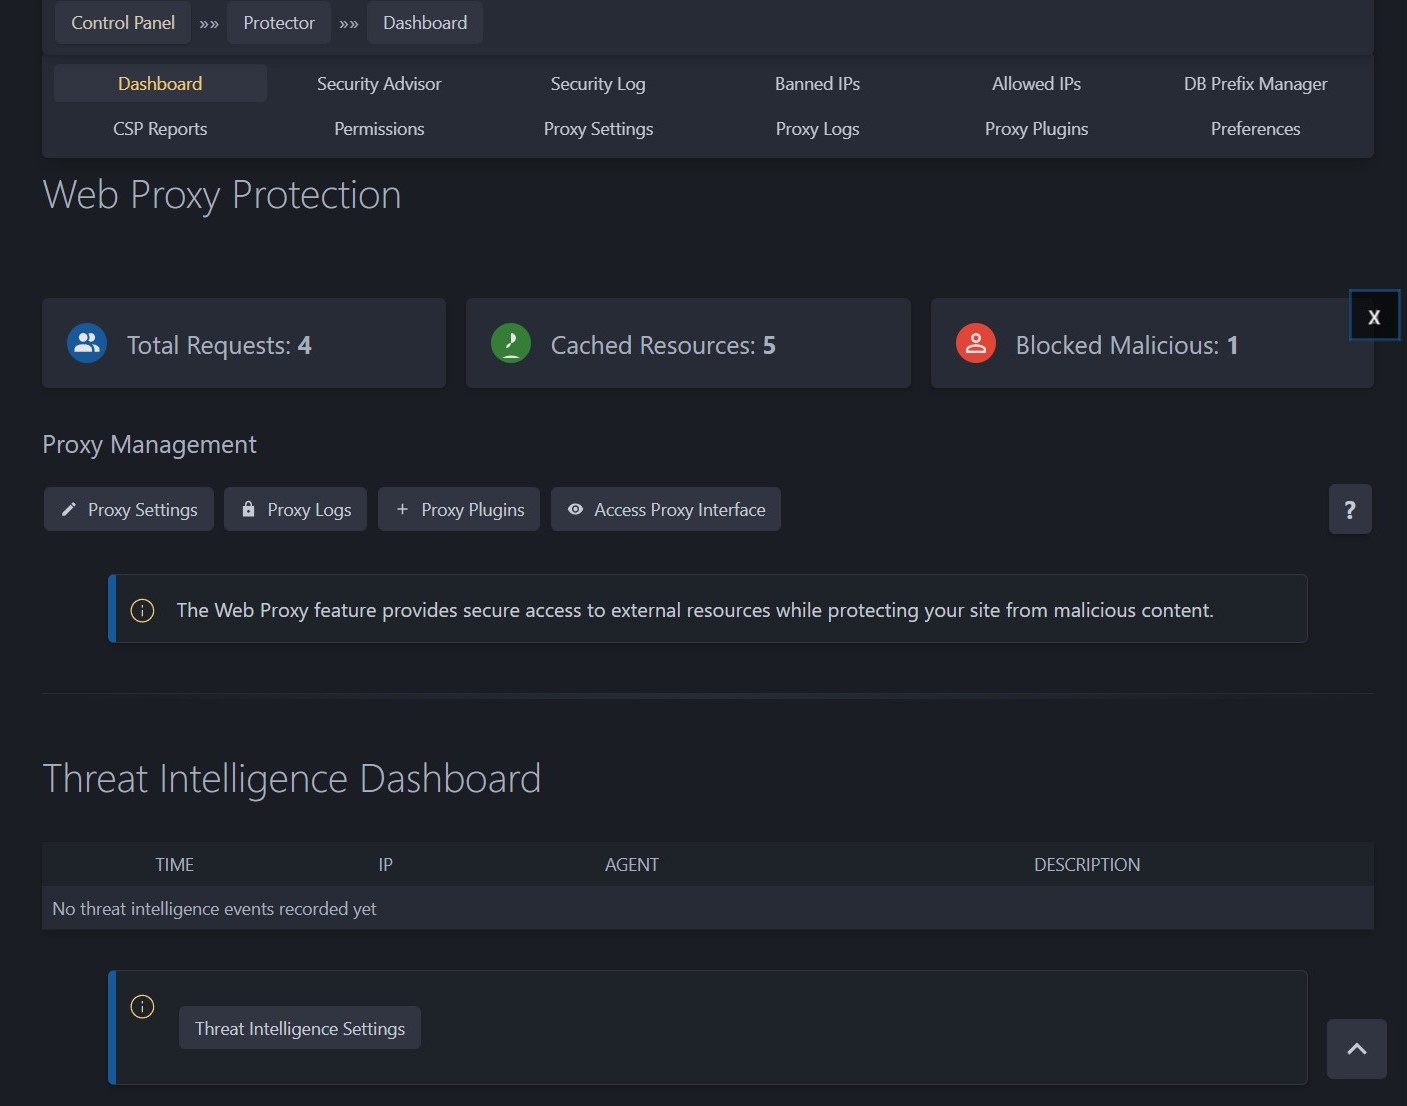 Control Panel »» Protector »» Dashboard
Dashboard Security Advisor Security Log Banned IPs Allowed IPs DB Prefix Manager
CSP Reports Permissions Proxy Settings Proxy Logs Proxy Plugins Preferences
Web Proxy Protection
Total Requests: 4 Cached Resources: 5 Blocked Malicious: 1
X
Proxy Management
Proxy Settings Proxy Logs + Proxy Plugins Access Proxy Interface ?
The Web Proxy feature provides secure access to external resources while protecting your site from malicious content.
Threat Intelligence Dashboard
TIME IP AGENT DESCRIPTION
No threat intelligence events recorded yet
Threat Intelligence Settings